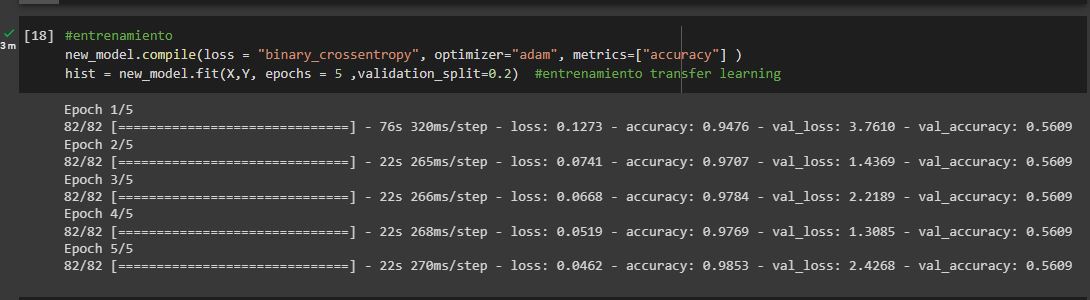 [18] #entrenamiento
3 m
new_model.compile(loss = "binary_crossentropy", optimizer="adam", metrics=["accuracy"] )
hist = new_model.fit(X,Y, epochs = 5 ,validation_split=0.2)  #entrenamiento transfer learning
Epoch 1/5
82/82 [==============================] - 76s 320ms/step - loss: 0.1273 - accuracy: 0.9476 - val_loss: 3.7610 - val_accuracy: 0.5609
Epoch 2/5
82/82 [==============================] - 22s 265ms/step - loss: 0.0741 - accuracy: 0.9707 - val_loss: 1.4369 - val_accuracy: 0.5609
Epoch 3/5
82/82 [==============================] - 22s 266ms/step - loss: 0.0668 - accuracy: 0.9784 - val_loss: 2.2189 - val_accuracy: 0.5609
Epoch 4/5
82/82 [==============================] - 22s 268ms/step - loss: 0.0519 - accuracy: 0.9769 - val_loss: 1.3085 - val_accuracy: 0.5609
Epoch 5/5
82/82 [==============================] - 22s 270ms/step - loss: 0.0462 - accuracy: 0.9853 - val_loss: 2.4268 - val_accuracy: 0.5609